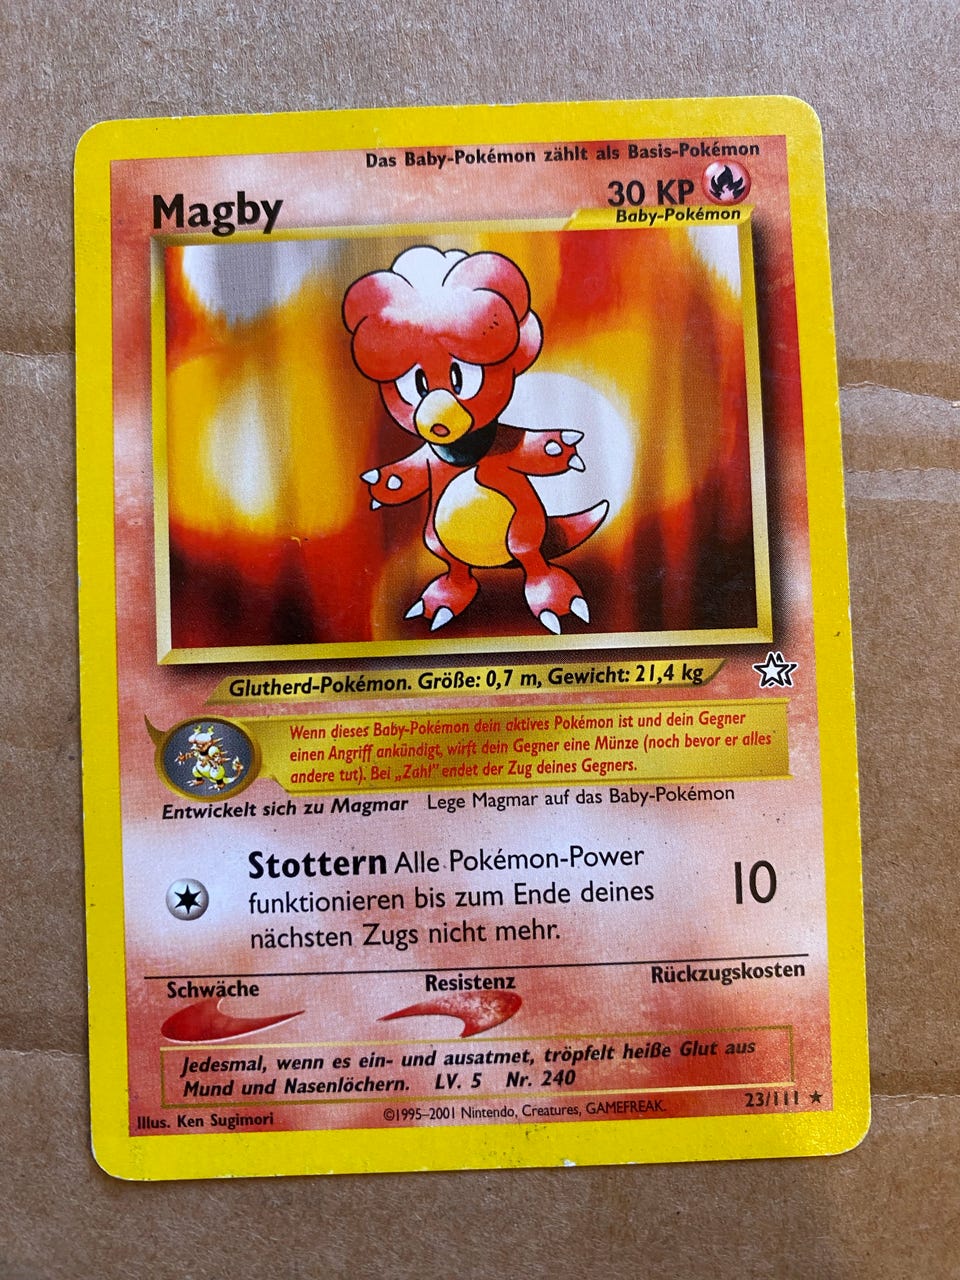 Das Baby-Pokémon zählt als Basis-Pokémon
Magby
30 KP
Baby-Pokémon
Glutherd-Pokémon. Größe: 0,7 m, Gewicht: 21,4 kg
Wenn dieses Baby-Pokémon dein aktives Pokémon ist und dein Gegner
einen Angriff ankündigt, wirft dein Gegner eine Münze (noch bevor er alles
andere tut). Bei „Zahl" endet der Zug deines Gegners.
Entwickelt sich zu Magmar Lege Magmar auf das Baby-Pokémon
Stottern Alle Pokémon-Power
funktionieren bis zum Ende deines
nächsten Zugs nicht mehr.
10
Schwäche
Resistenz
Rückzugskosten
Jedesmal, wenn es ein- und ausatmet, tröpfelt heiße Glut aus
Mund und Nasenlöchern. LV. 5 Nr. 240
Illus. Ken Sugimori
©1995-2001 Nintendo, Creatures, GAMEFREAK.
23/111 ★